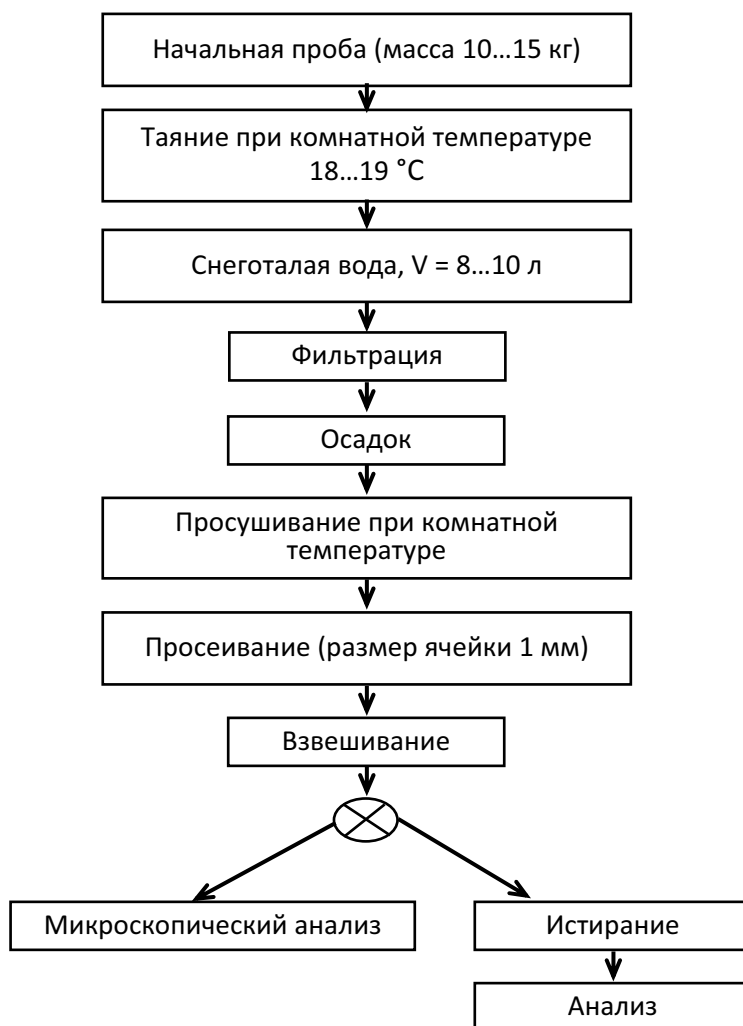 Начальная проба (масса 10...15 кг)
Таяние при комнатной температуре
18...19 °C
Снеготалая вода, V = 8...10 л
Фильтрация
Осадок
Просушивание при комнатной
температуре
Просеивание (размер ячейки 1 мм)
Взвешивание
Микроскопический анализ
Истирание
Анализ